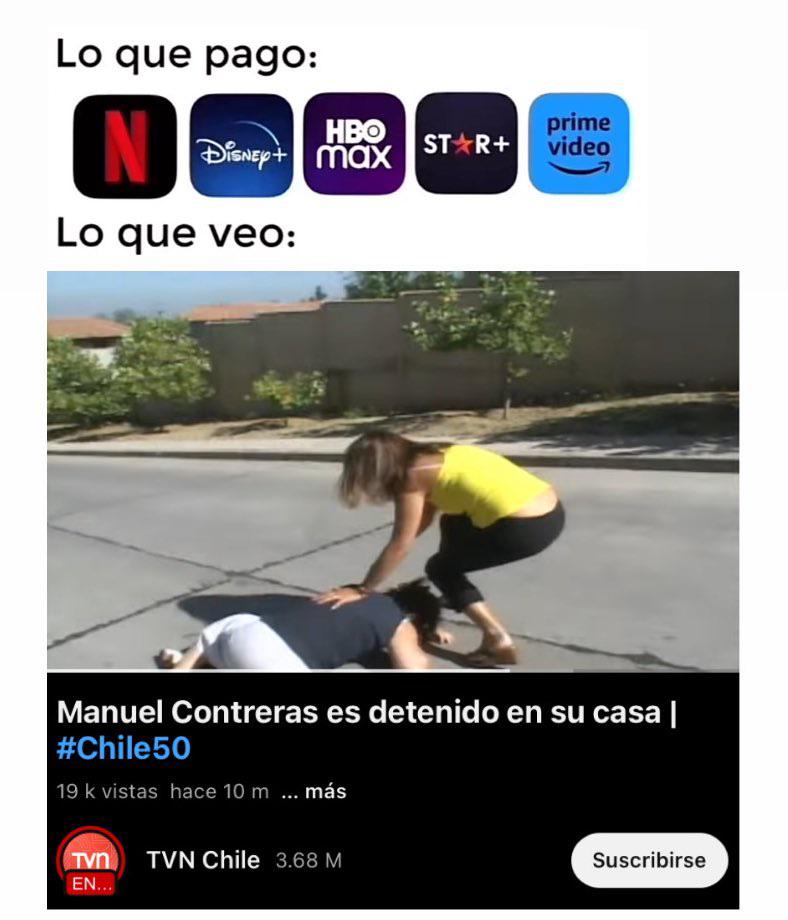 Lo que pago:
N
Disney+
HBO
max
ST★R+
prime
video
Lo que veo:
Manuel Contreras es detenido en su casa |
#Chile50
19 k vistas hace 10 m ... más
TVN
EN...
TVN Chile 3.68 M
Suscribirse